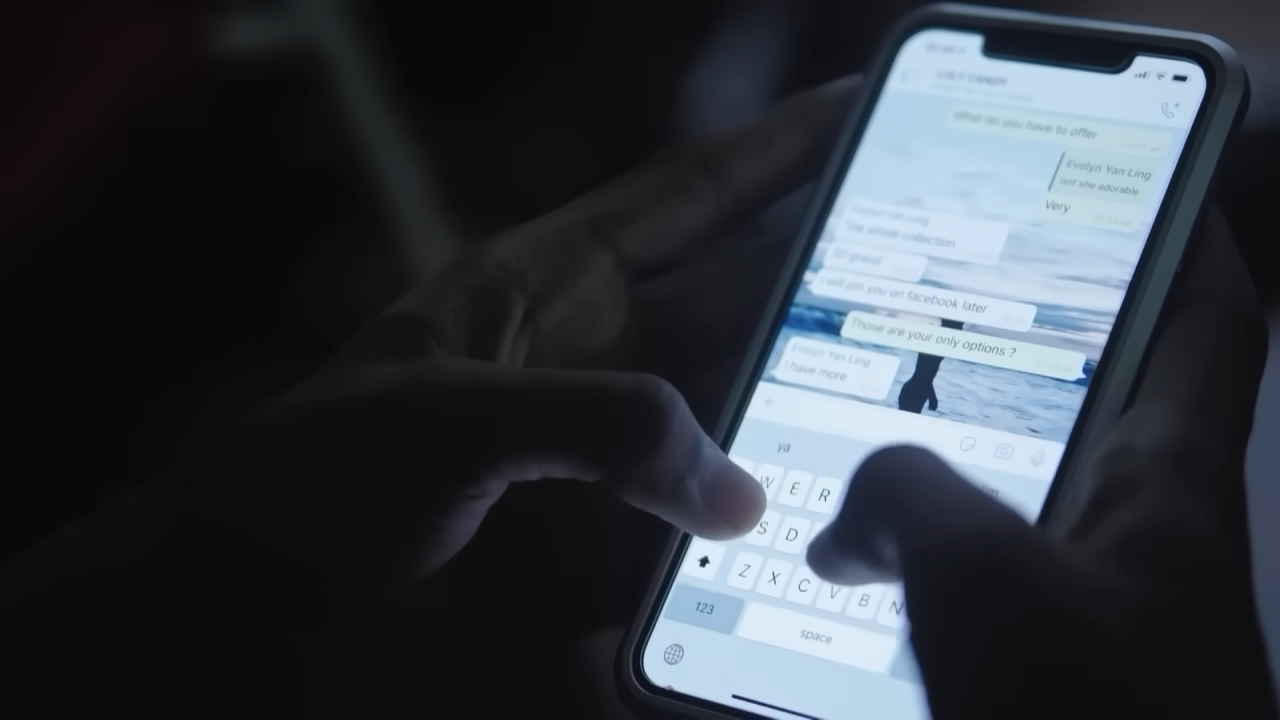 What do you have to offer
Evelyn Yan Ling
Isn't she adorable
Very
Evelyn Yan Ling
The whole collection
grand
I will pm you on facebook later
Those are your only options ?
Evelyn Yan Ling
I have more
ya
W E R
S D
Z X C V B N
123
space